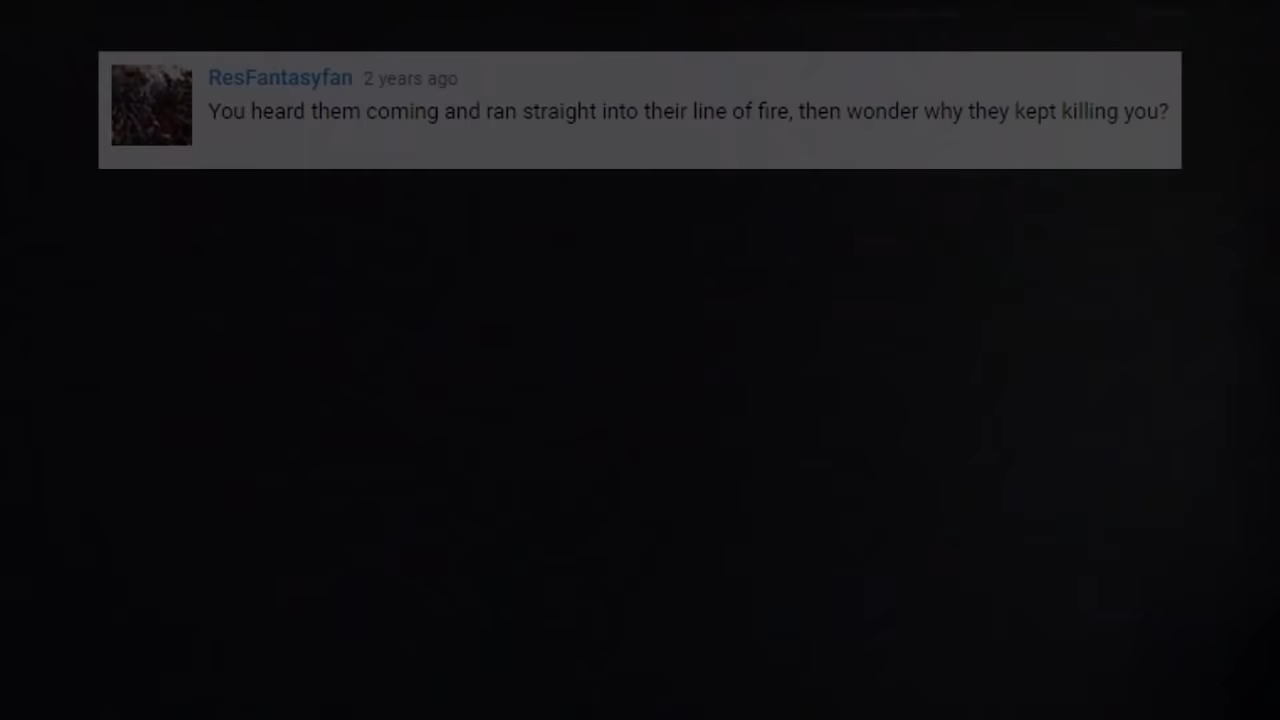 ResFantasyfan 2 years ago
You heard them coming and ran straight into their line of fire, then wonder why they kept killing you?